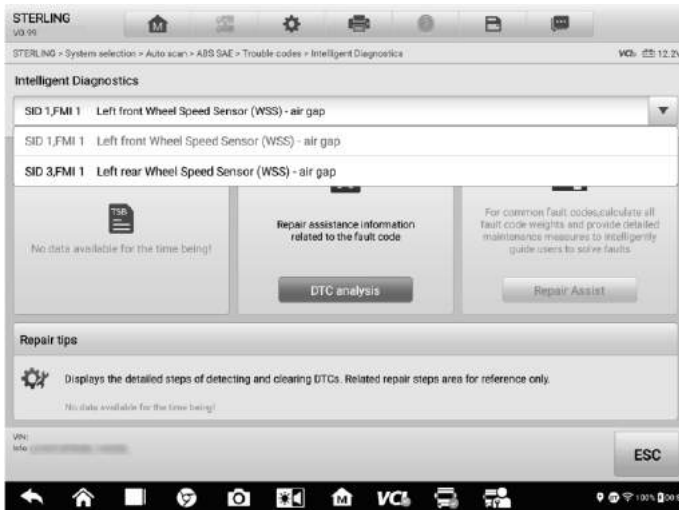 STERLING
V0.99
STERLING > System selection > Auto scan > ABS SAE > Trouble codes > Intelligent Diagnostics
VCI 12.2V
Intelligent Diagnostics
SID 1,FMI 1 Left front Wheel Speed Sensor (WSS) - air gap
SID 1,FMI 1 Left front Wheel Speed Sensor (WSS) - air gap
SID 3,FMI 1 Left rear Wheel Speed Sensor (WSS) - air gap
TSB
No data available for the time being!
Repair assistance information
related to the fault code
DTC analysis
For common fault codes,calculate all
fault code weights and provide detailed
maintenance measures to intelligently
guide users to solve faults
Repair Assist
Repair tips
Displays the detailed steps of detecting and clearing DTCs. Related repair steps area for reference only.
No data available for the time being!
VIN:
Info:
ESC
M VCI M 100%